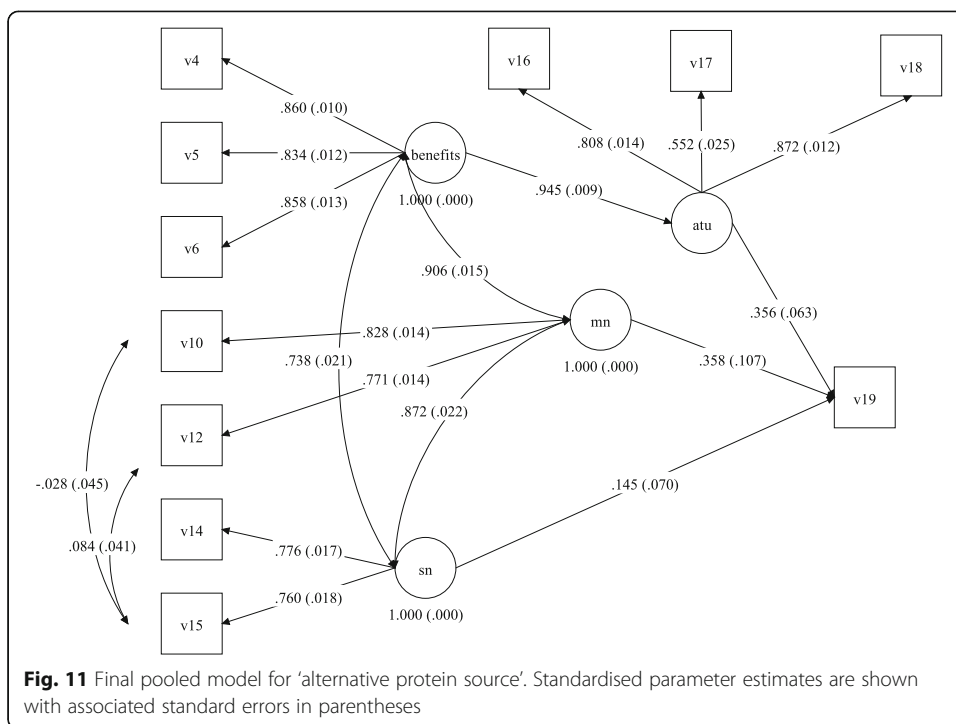 v4
v16
v17
v18
.860 (.010)
.808 (.014)
.552 (.025)
.872 (.012)
v5
.834 (.012)
benefits
.858 (.013)
1.000 (.000)
.945 (.009)
v6
atu
.906 (.015)
.356 (.063)
v10
.828 (.014)
mn
.738 (.021)
1.000 (.000)
.358 (.107)
.771 (.014)
v19
v12
.872 (.022)
-.028 (.045)
.145 (.070)
v14
.084 (.041)
.776 (.017)
sn
.760 (.018)
1.000 (.000)
v15
Fig. 11 Final pooled model for ‘alternative protein source’. Standardised parameter estimates are shown
with associated standard errors in parentheses